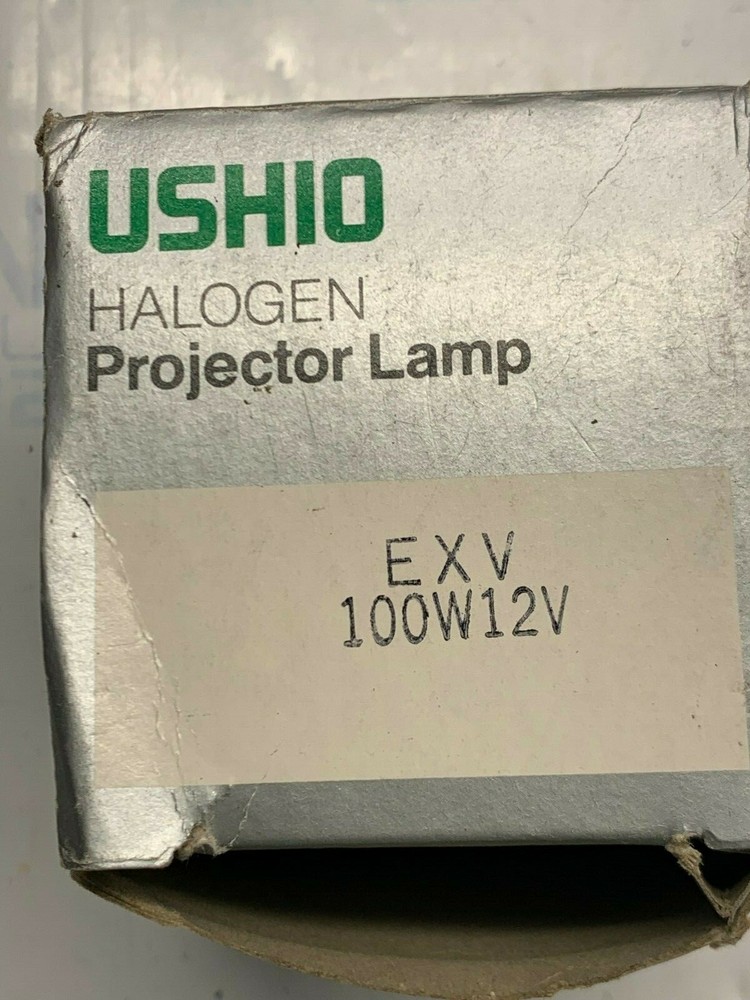 USHIO
HALOGEN
Projector Lamp
EXV
100W12V